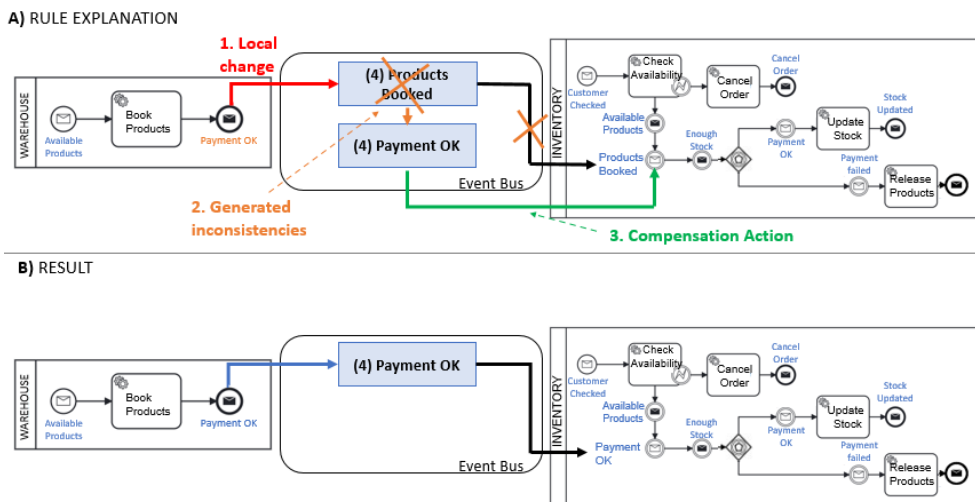 A) RULE EXPLANATION
1. Local
change
WAREHOUSE
Available
Products
Book
Products
Payment OK
(4) Products
Booked
(4) Payment OK
Event Bus
2. Generated
inconsistencies
3. Compensation Action
INVENTORY
Customer
Checked
Check
Availability
Cancel
Order
Cancel
Order
Available
Products
Products
Booked
Enough
Stock
Payment
OK
Update
Stock
Stock
Updated
Payment
failed
Release
Products
B) RESULT
WAREHOUSE
Available
Products
Book
Products
Payment OK
(4) Payment OK
Event Bus
INVENTORY
Customer
Checked
Check
Availability
Cancel
Order
Cancel
Order
Available
Products
Payment
OK
Enough
Stock
Payment
OK
Update
Stock
Stock
Updated
Payment
failed
Release
Products